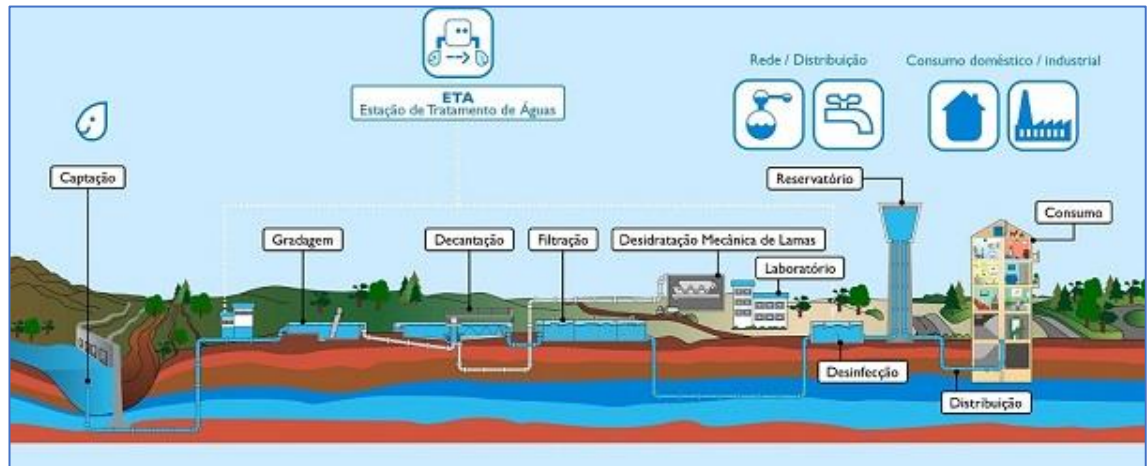 ETA
Estação de Tratamento de Águas
Rede / Distribuição
Consumo doméstico / industrial
Captação
Reservatório
Consumo
Gradagem
Decantação
Filtração
Desidratação Mecânica de Lamas
Laboratório
Desinfecção
Distribuição